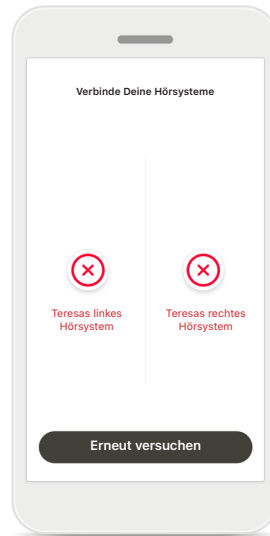 Verbinde Deine Hörsysteme
Teresas linkes
Hörsystem
Teresas rechtes
Hörsystem
Erneut versuchen